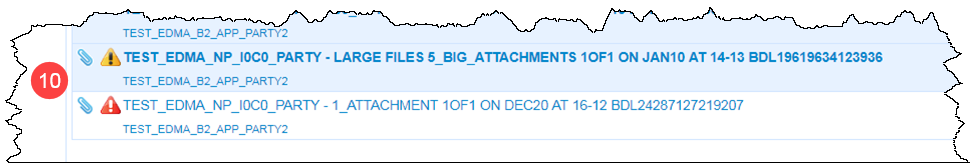 TEST_EDMA_B2_APP_PARTY2
TEST_EDMA_NP_I0C0_PARTY - LARGE FILES 5_BIG_ATTACHMENTS 1OF1 ON JAN10 AT 14-13 BDL19619634123936
TEST_EDMA_B2_APP_PARTY2
10
TEST_EDMA_NP_I0C0_PARTY - 1_ATTACHMENT 1OF1 ON DEC20 AT 16-12 BDL24287127219207
TEST_EDMA_B2_APP_PARTY2